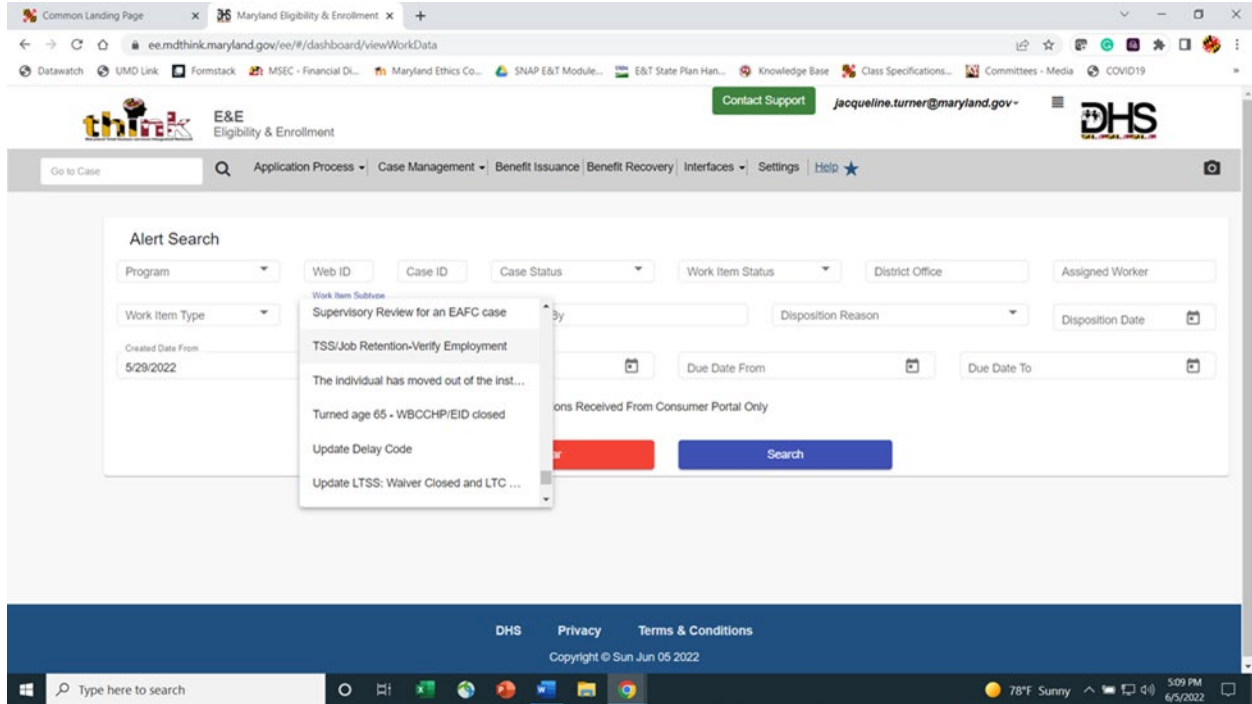 Common Landing Page
Maryland Eligibility & Enrollment
ee.mdthink.maryland.gov/ee/#/dashboard/viewWorkData
Datawatch UMD Link Formstack MSEC - Financial Di... Maryland Ethics Co... SNAP E&T Module... E&T State Plan Han... Knowledge Base Class Specifications... Committees - Media COVID19 »
think
E&E
Eligibility & Enrollment
Contact Support jacqueline.turner@maryland.gov
DHS
Go to Case Application Process Case Management Benefit Issuance Benefit Recovery Interfaces Settings Help
Alert Search
Program Web ID Case ID Case Status Work Item Status District Office Assigned Worker
Work Item Subtype
Work Item Type By Disposition Reason Disposition Date
Supervisory Review for an EAFC case
TSS/Job Retention-Verify Employment
The individual has moved out of the inst...
Turned age 65 - WBCCHP/EID closed
Update Delay Code
Update LTSS: Waiver Closed and LTC ...
Created Date From
5/29/2022 Due Date From Due Date To
ons Received From Consumer Portal Only
Search
DHS Privacy Terms & Conditions
Copyright © Sun Jun 05 2022
Type here to search 78°F Sunny 5:09 PM
6/5/2022